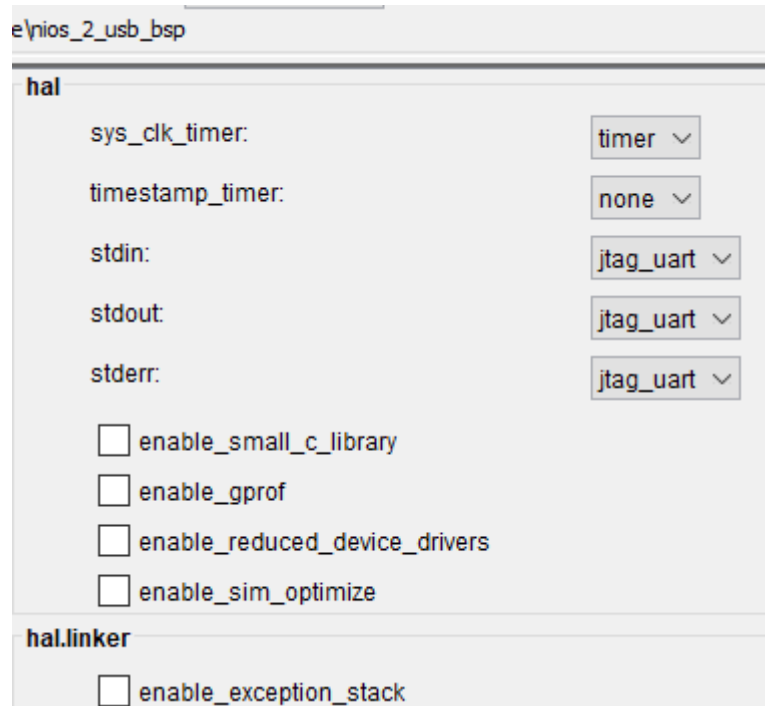 e\nios_2_usb_bsp
hal
sys_clk_timer: timer
timestamp_timer: none
stdin: jtag_uart
stdout: jtag_uart
stderr: jtag_uart
enable_small_c_library
enable_gprof
enable_reduced_device_drivers
enable_sim_optimize
hal.linker
enable_exception_stack